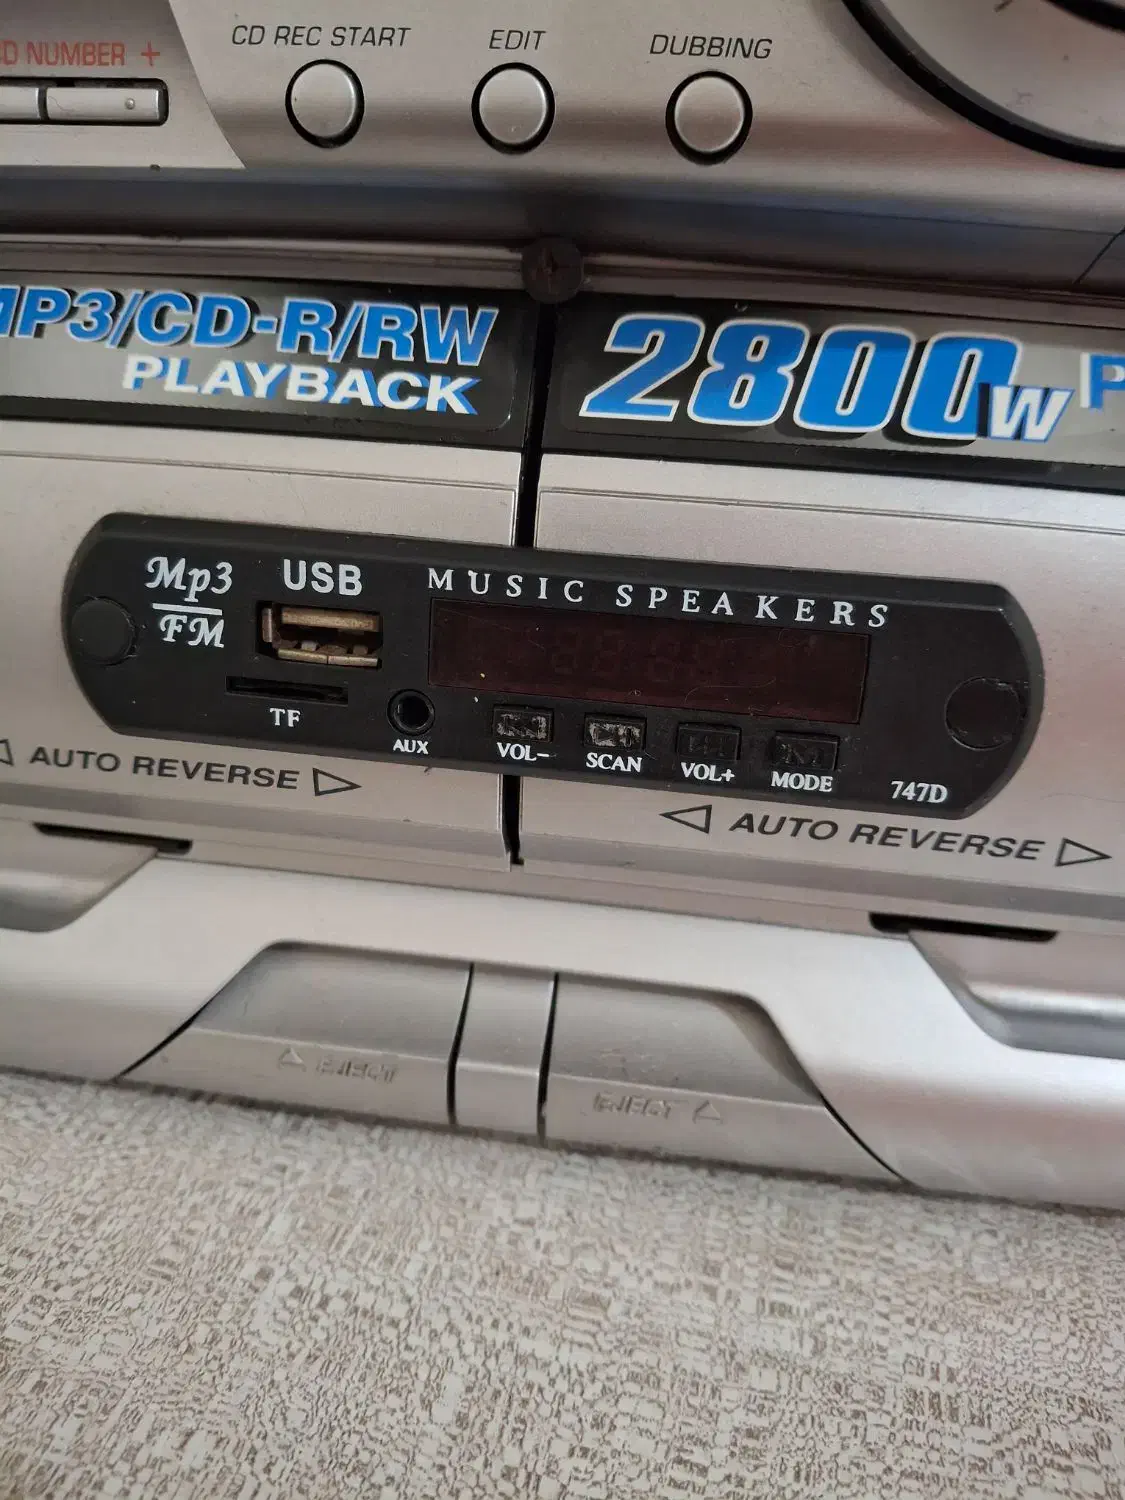 CD NUMBER +
CD REC START
EDIT
DUBBING
MP3/CD-R/RW
PLAYBACK
2800W P
Mp3
FM
USB
MUSIC SPEAKERS
TF
AUX
VOL-
SCAN
VOL+
MODE
747D
AUTO REVERSE
AUTO REVERSE
EJECT
EJECT